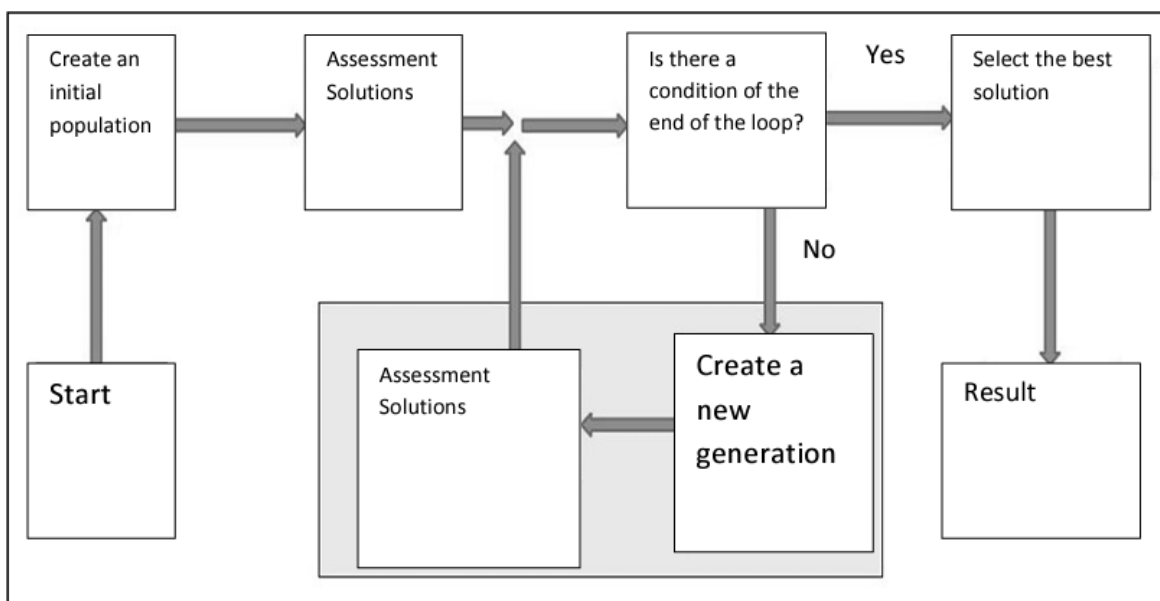 Create an
initial
population
Assessment
Solutions
Is there a
condition of the
end of the loop?
Yes
Select the best
solution
No
Start
Assessment
Solutions
Create a
new
generation
Result